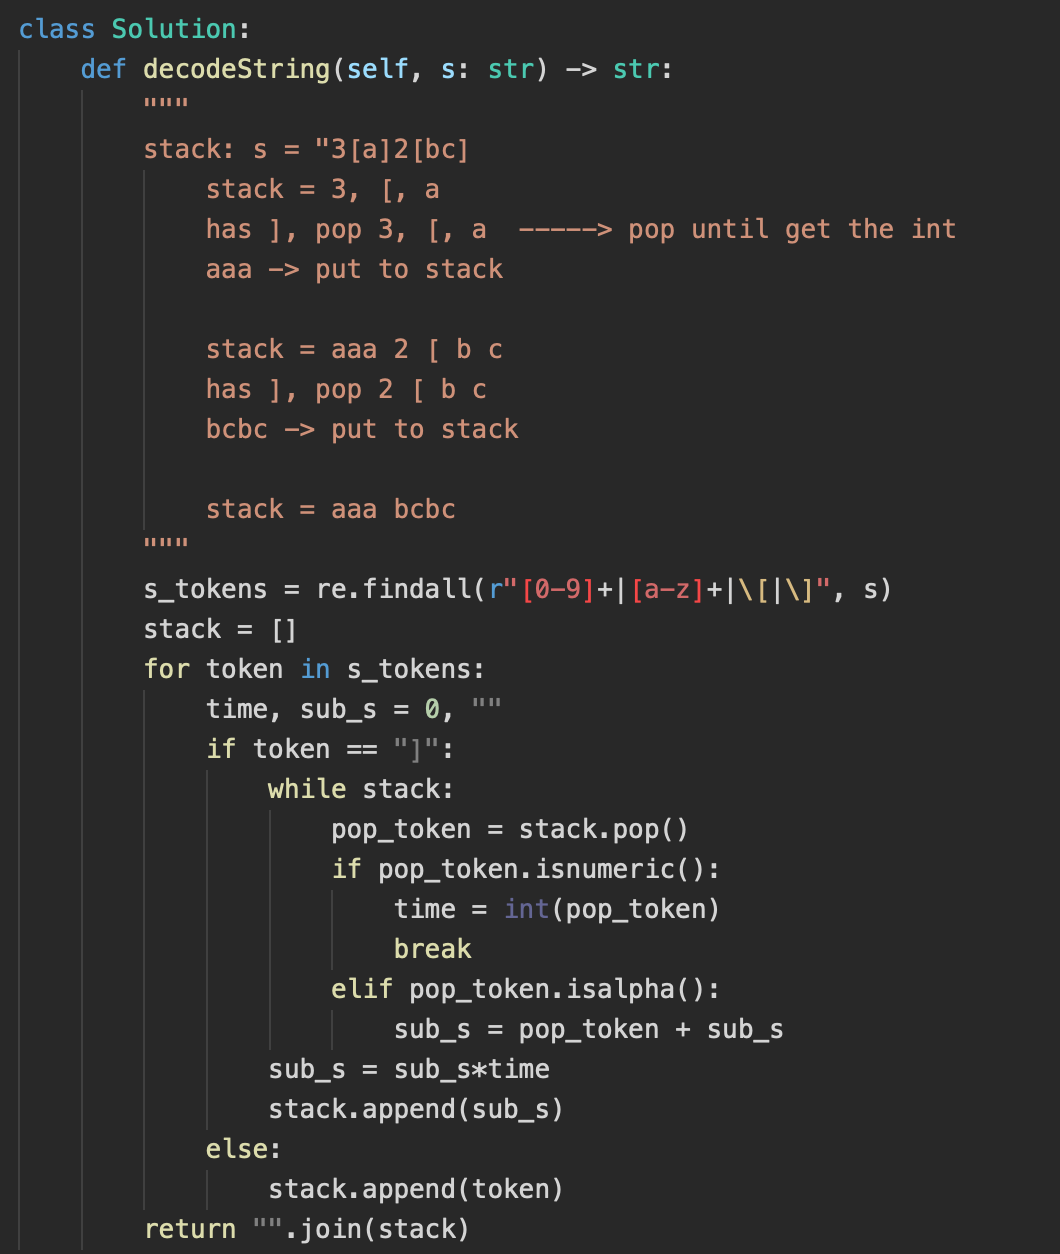 class Solution:
def decodeString(self, s: str) -> str:
"""
stack: s = "3[a]2[bc]
stack = 3, [, a
has ], pop 3, [, a  -----> pop until get the int
aaa -> put to stack
stack = aaa 2 [ b c
has ], pop 2 [ b c
bcbc -> put to stack
stack = aaa bcbc
"""
s_tokens = re.findall(r"[0-9]+|[a-z]+|\[|\]", s)
stack = []
for token in s_tokens:
time, sub_s = 0, ""
if token == "]":
while stack:
pop_token = stack.pop()
if pop_token.isnumeric():
time = int(pop_token)
break
elif pop_token.isalpha():
sub_s = pop_token + sub_s
sub_s = sub_s*time
stack.append(sub_s)
else:
stack.append(token)
return "".join(stack)